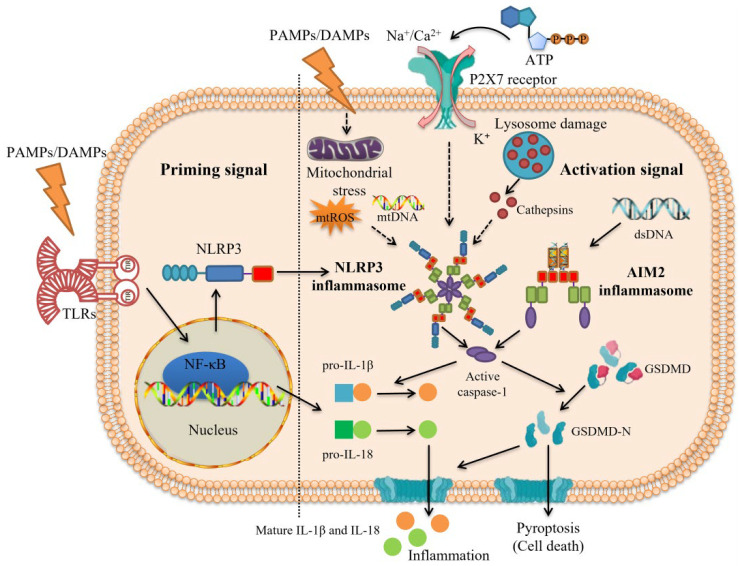 PAMPs/DAMPs
Na⁺/Ca²⁺
P
P
P
ATP
P2X7 receptor
K⁺
Lysosome damage
PAMPs/DAMPs
Priming signal
Mitochondrial
stress
Activation signal
mtROS
mtDNA
Cathepsins
dsDNA
NLRP3
TLRs
NLRP3
inflammasome
AIM2
inflammasome
NF-κB
Nucleus
pro-IL-1β
Active
caspase-1
GSDMD
pro-IL-18
GSDMD-N
Mature IL-1β and IL-18
Inflammation
Pyroptosis
(Cell death)